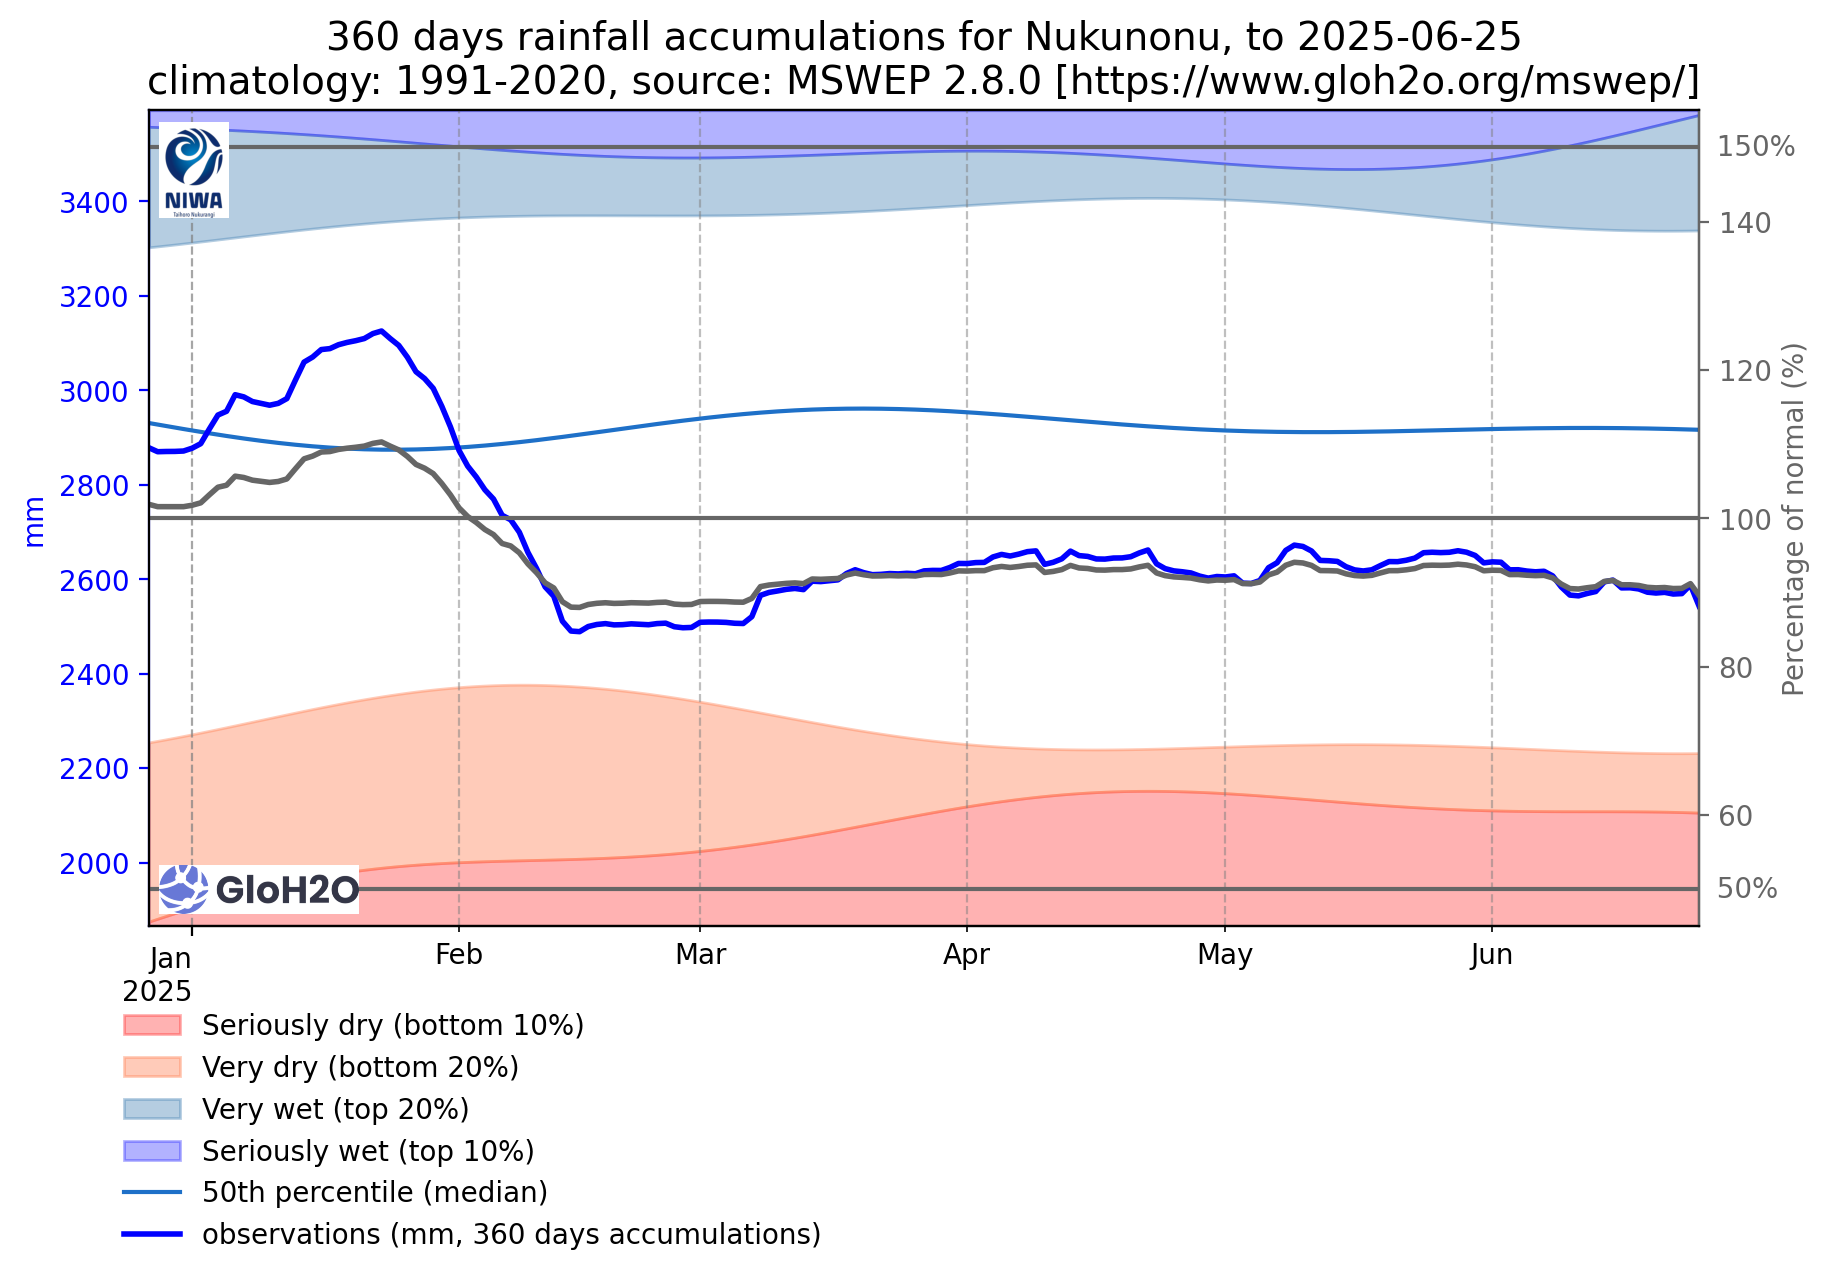 360 days rainfall accumulations for Nukunonu, to 2025-06-25
climatology: 1991-2020, source: MSWEP 2.8.0 [https://www.gloh2o.org/mswep/]
NIWA
Taihoro Nukurangi
3400
3200
3000
2800
2600
2400
2200
2000
mm
150%
140
120
100
80
60
50%
Percentage of normal (%)
GloH2O
Jan
2025
Feb
Mar
Apr
May
Jun
Seriously dry (bottom 10%)
Very dry (bottom 20%)
Very wet (top 20%)
Seriously wet (top 10%)
50th percentile (median)
observations (mm, 360 days accumulations)